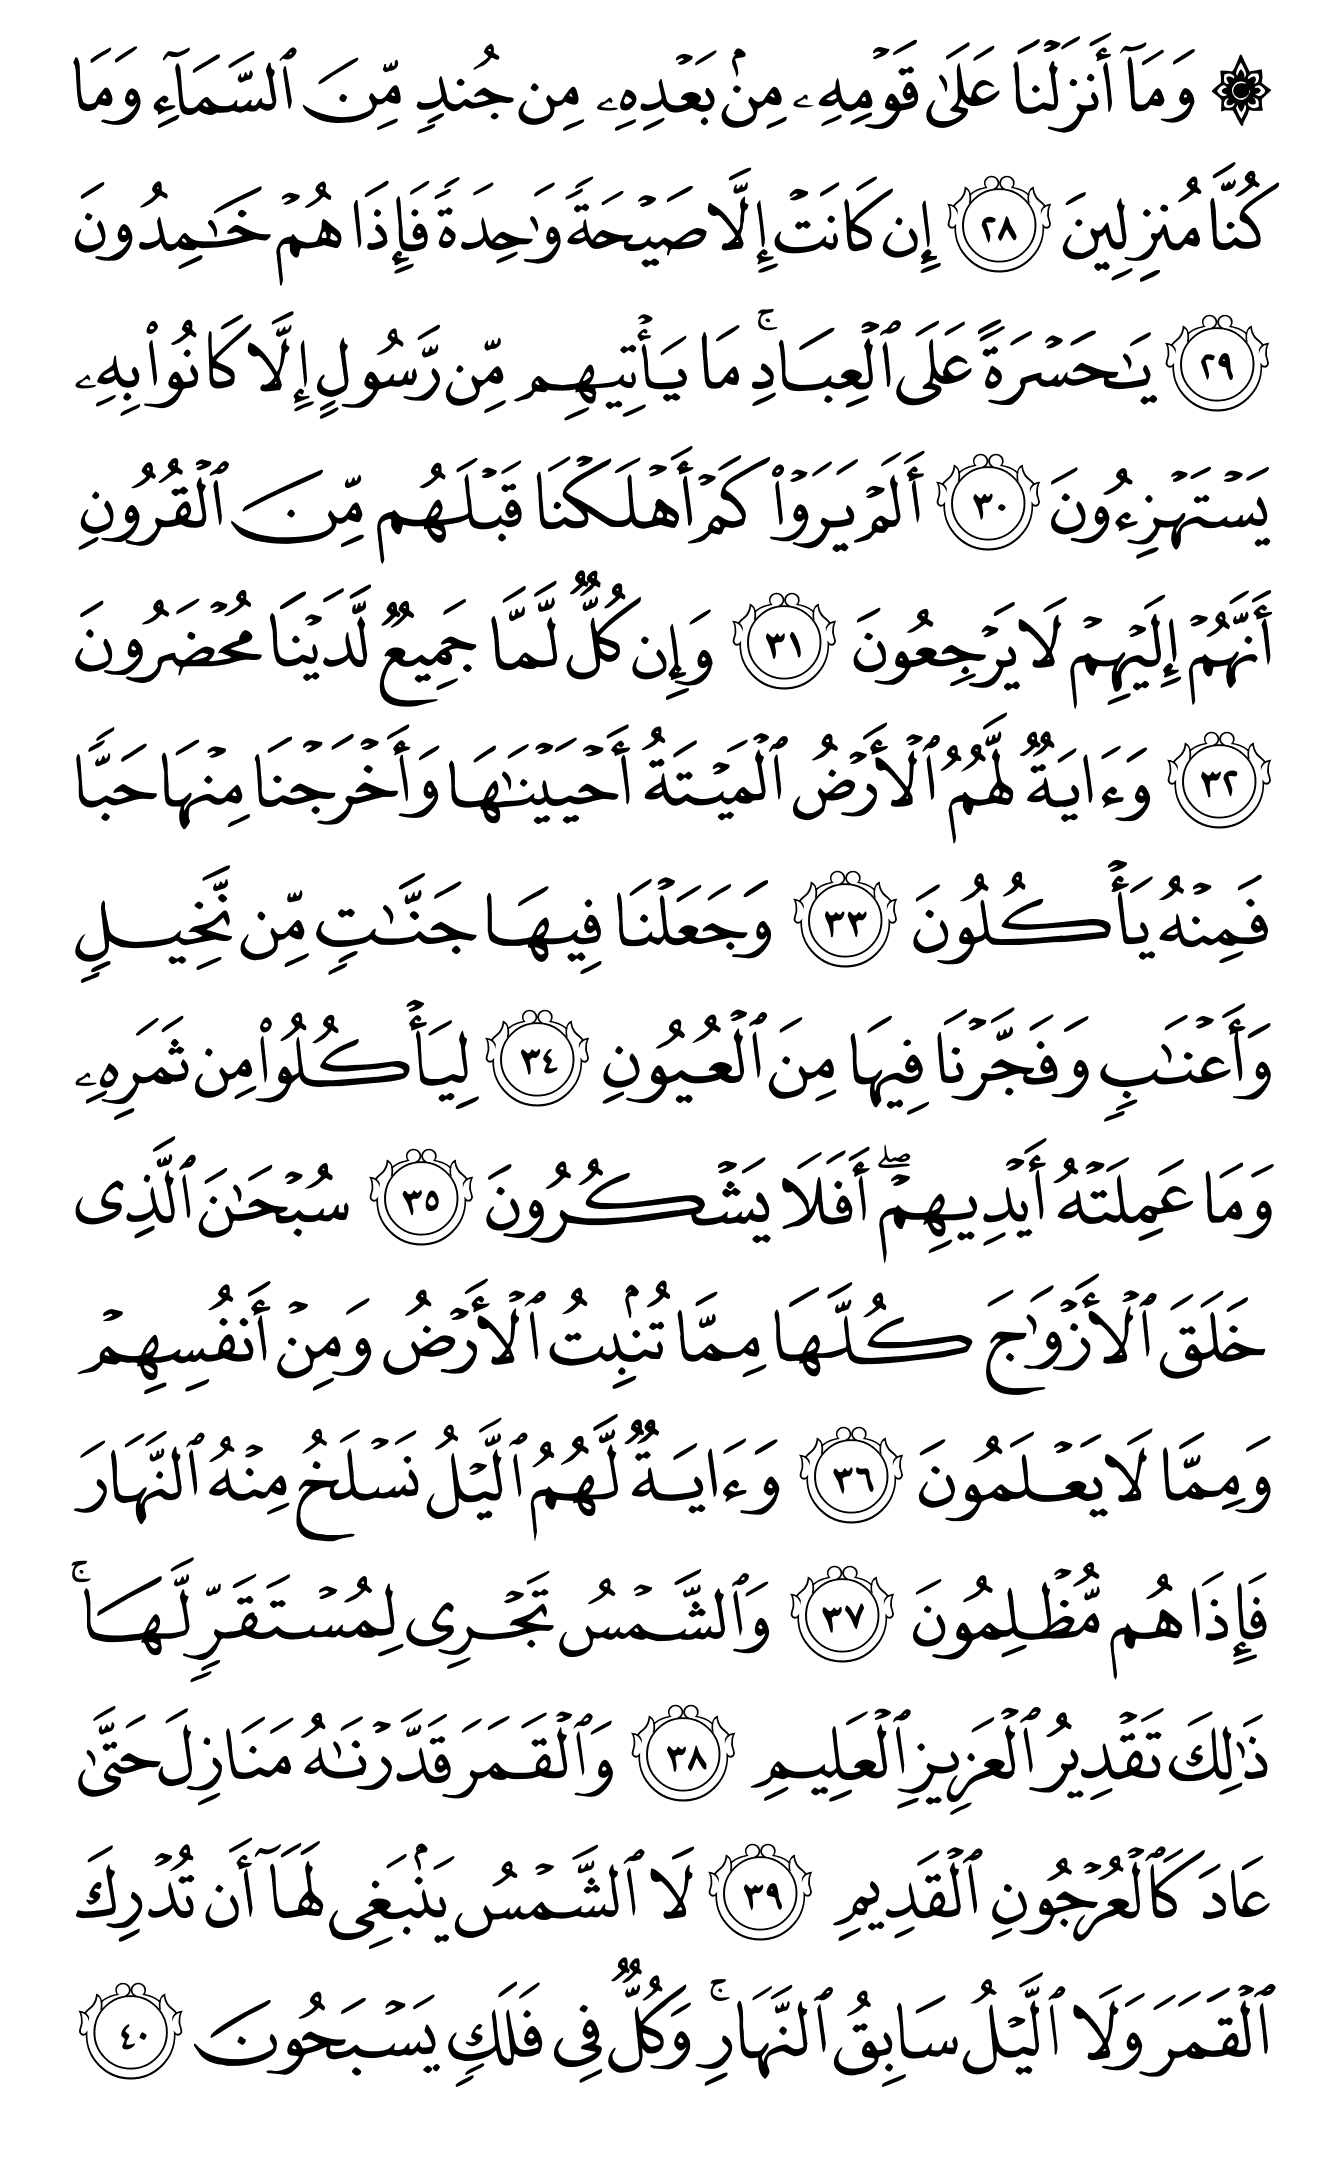 ۞ وَمَآ أَنزَلْنَا عَلَىٰ قَوْمِهِۦ مِنۢ بَعْدِهِۦ مِن جُندٍ مِّنَ ٱلسَّمَآءِ وَمَا
كُنَّا مُنزِلِينَ ٢٨ إِن كَانَتْ إِلَّا صَيْحَةً وَٰحِدَةً فَإِذَا هُمْ خَـٰمِدُونَ
٢٩ يَـٰحَسْرَةً عَلَى ٱلْعِبَادِ ۚ مَا يَأْتِيهِم مِّن رَّسُولٍ إِلَّا كَانُوا۟ بِهِۦ
يَسْتَهْزِءُونَ ٣٠ أَلَمْ يَرَوْا۟ كَمْ أَهْلَكْنَا قَبْلَهُم مِّنَ ٱلْقُرُونِ
أَنَّهُمْ إِلَيْهِمْ لَا يَرْجِعُونَ ٣١ وَإِن كُلٌّ لَّمَّا جَمِيعٌ لَّدَيْنَا مُحْضَرُونَ
٣٢ وَءَايَةٌ لَّهُمُ ٱلْأَرْضُ ٱلْمَيْتَةُ أَحْيَيْنَـٰهَا وَأَخْرَجْنَا مِنْهَا حَبًّا
فَمِنْهُ يَأْكُلُونَ ٣٣ وَجَعَلْنَا فِيهَا جَنَّـٰتٍ مِّن نَّخِيلٍ
وَأَعْنَـٰبٍ وَفَجَّرْنَا فِيهَا مِنَ ٱلْعُيُونِ ٣٤ لِيَأْكُلُوا۟ مِن ثَمَرِهِۦ
وَمَا عَمِلَتْهُ أَيْدِيهِمْ ۖ أَفَلَا يَشْكُرُونَ ٣٥ سُبْحَـٰنَ ٱلَّذِى
خَلَقَ ٱلْأَزْوَٰجَ كُلَّهَا مِمَّا تُنۢبِتُ ٱلْأَرْضُ وَمِنْ أَنفُسِهِمْ
وَمِمَّا لَا يَعْلَمُونَ ٣٦ وَءَايَةٌ لَّهُمُ ٱلَّيْلُ نَسْلَخُ مِنْهُ ٱلنَّهَارَ
فَإِذَا هُم مُّظْلِمُونَ ٣٧ وَٱلشَّمْسُ تَجْرِى لِمُسْتَقَرٍّ لَّهَا ۚ
ذَٰلِكَ تَقْدِيرُ ٱلْعَزِيزِ ٱلْعَلِيمِ ٣٨ وَٱلْقَمَرَ قَدَّرْنَـٰهُ مَنَازِلَ حَتَّىٰ
عَادَ كَٱلْعُرْجُونِ ٱلْقَدِيمِ ٣٩ لَا ٱلشَّمْسُ يَنۢبَغِى لَهَآ أَن تُدْرِكَ
ٱلْقَمَرَ وَلَا ٱلَّيْلُ سَابِقُ ٱلنَّهَارِ ۚ وَكُلٌّ فِى فَلَكٍ يَسْبَحُونَ ٤٠